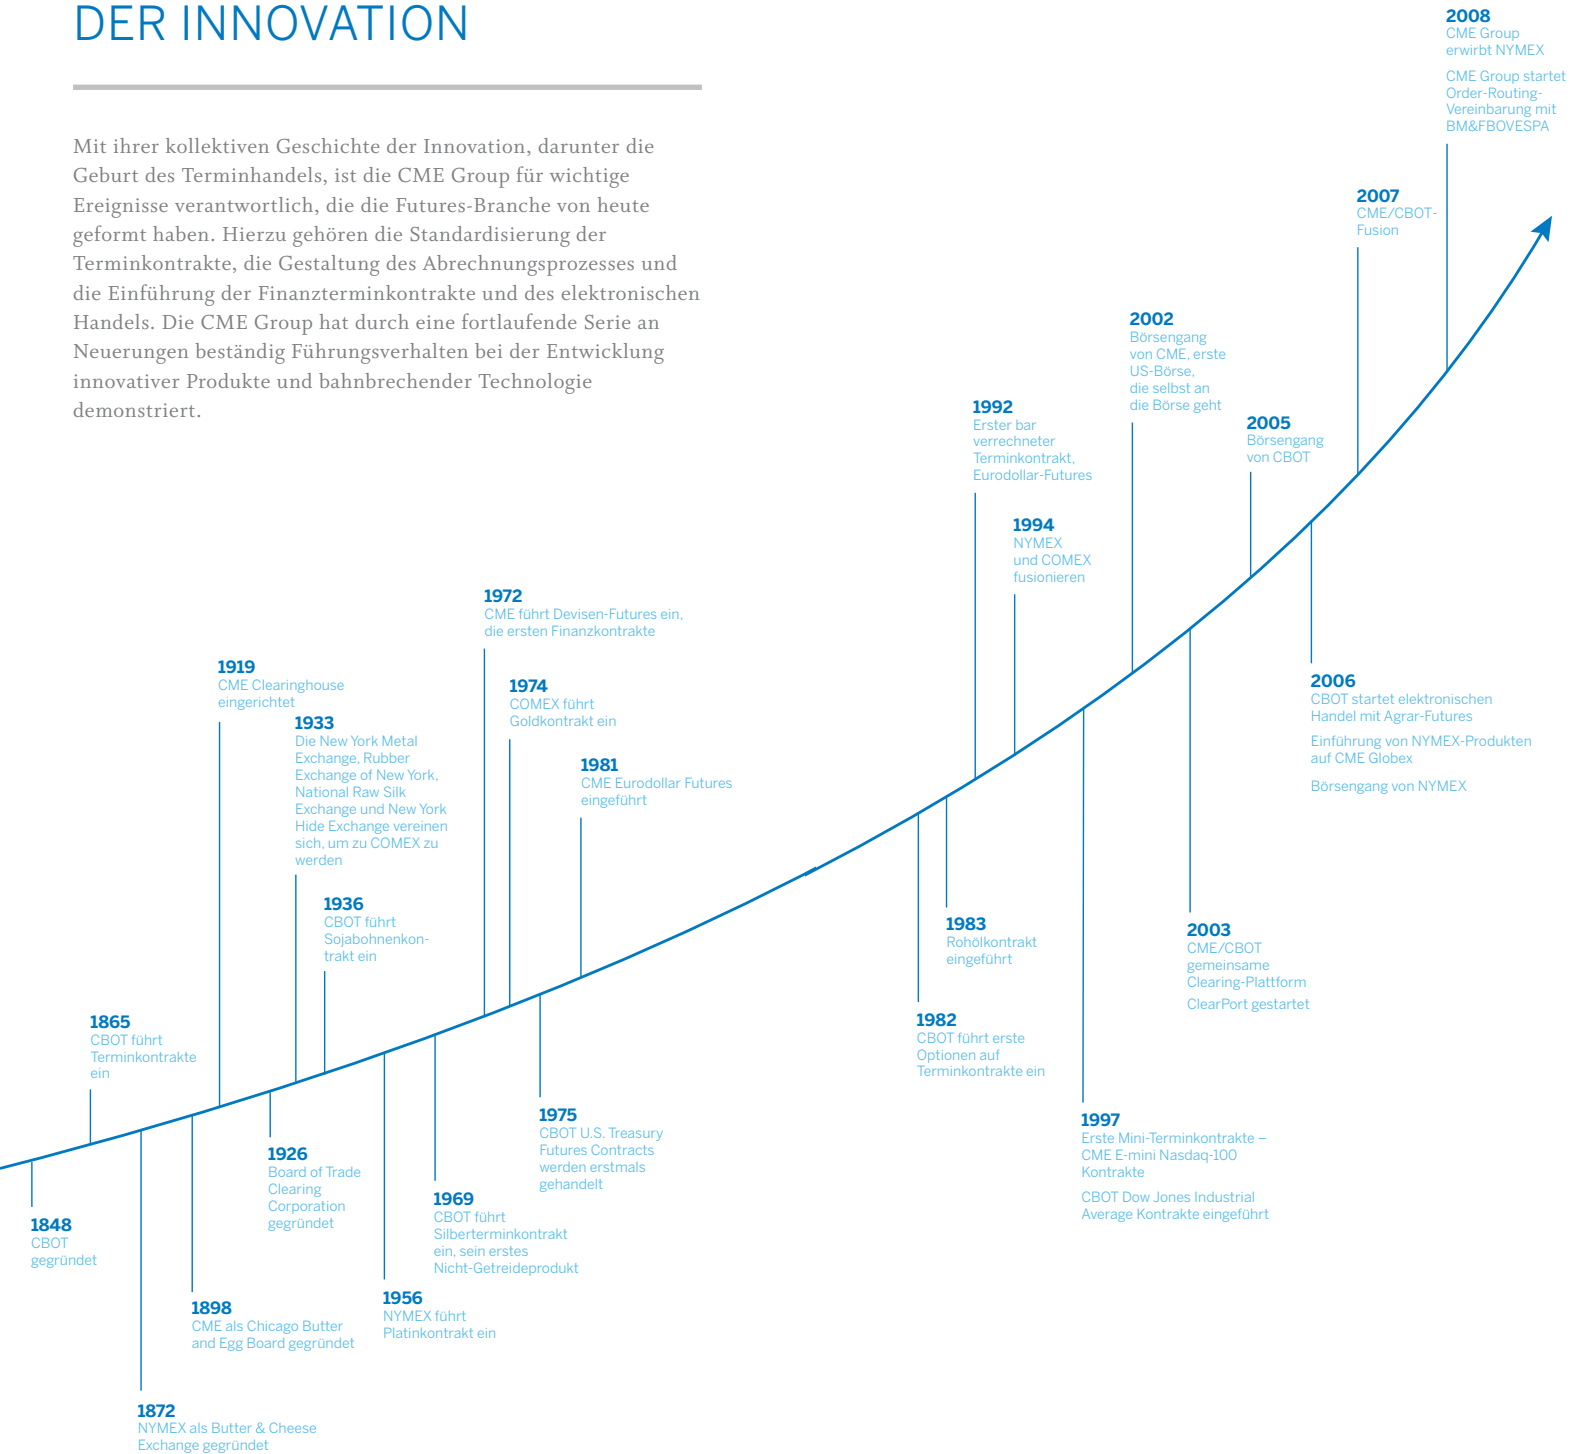 DER INNOVATION
Mit ihrer kollektiven Geschichte der Innovation, darunter die
Geburt des Terminhandels, ist die CME Group für wichtige
Ereignisse verantwortlich, die die Futures-Branche von heute
geformt haben. Hierzu gehören die Standardisierung der
Terminkontrakte, die Gestaltung des Abrechnungsprozesses und
die Einführung der Finanzterminkontrakte und des elektronischen
Handels. Die CME Group hat durch eine fortlaufende Serie an
Neuerungen beständig Führungsverhalten bei der Entwicklung
innovativer Produkte und bahnbrechender Technologie
demonstriert.
1848
CBOT
gegründet
1865
CBOT führt
Terminkontrakte
ein
1872
NYMEX als Butter & Cheese
Exchange gegründet
1898
CME als Chicago Butter
and Egg Board gegründet
1919
CME Clearinghouse
eingerichtet
1926
Board of Trade
Clearing
Corporation
gegründet
1933
Die New York Metal
Exchange, Rubber
Exchange of New York,
National Raw Silk
Exchange und New York
Hide Exchange vereinen
sich, um zu COMEX zu
werden
1936
CBOT führt
Sojabohnenkon-
trakt ein
1956
NYMEX führt
Platinkontrakt ein
1969
CBOT führt
Silberterminkontrakt
ein, sein erstes
Nicht-Getreideprodukt
1972
CME führt Devisen-Futures ein,
die ersten Finanzkontrakte
1974
COMEX führt
Goldkontrakt ein
1975
CBOT U.S. Treasury
Futures Contracts
werden erstmals
gehandelt
1981
CME Eurodollar Futures
eingeführt
1982
CBOT führt erste
Optionen auf
Terminkontrakte ein
1983
Rohölkontrakt
eingeführt
1992
Erster bar
verrechneter
Terminkontrakt,
Eurodollar-Futures
1994
NYMEX
und COMEX
fusionieren
1997
Erste Mini-Terminkontrakte –
CME E-mini Nasdaq-100
Kontrakte
CBOT Dow Jones Industrial
Average Kontrakte eingeführt
2002
Börsengang
von CME, erste
US-Börse,
die selbst an
die Börse geht
2003
CME/CBOT
gemeinsame
Clearing-Plattform
ClearPort gestartet
2005
Börsengang
von CBOT
2006
CBOT startet elektronischen
Handel mit Agrar-Futures
Einführung von NYMEX-Produkten
auf CME Globex
Börsengang von NYMEX
2007
CME/CBOT-
Fusion
2008
CME Group
erwirbt NYMEX
CME Group startet
Order-Routing-
Vereinbarung mit
BM&FBOVESPA